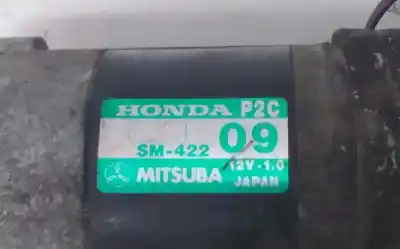 HONDA P2C
SM-422 09
12V-1.0
MITSUBA JAPAN